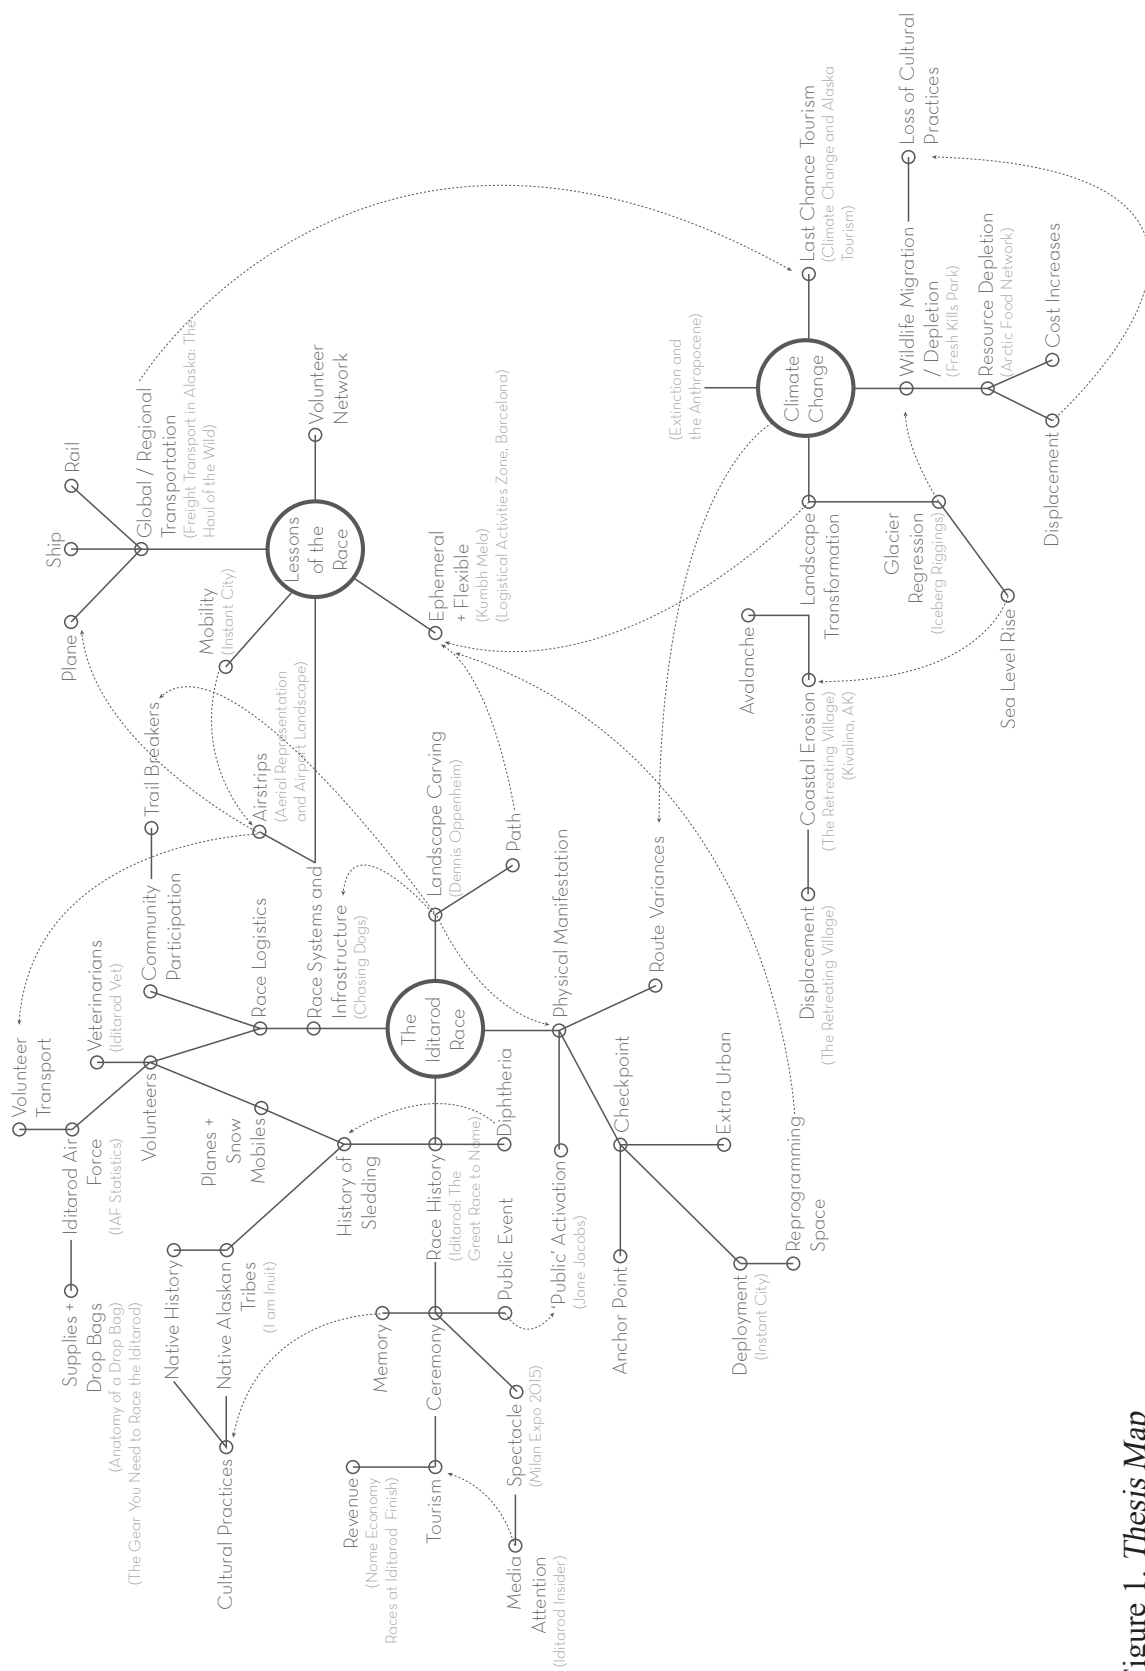 Plane
Ship
Rail
Global / Regional
Transportation
(Freight Transport in Alaska: The
Haul of the Wild)
Mobility
(Instant City)
Lessons
of the
Race
Volunteer
Network
Ephemeral
+ Flexible
(Kumbh Mela)
(Logistical Activities Zone, Barcelona)
Volunteer
Transport
Supplies +
Drop Bags
(Anatomy of a Drop Bag)
(The Gear You Need to Race the Iditarod)
Iditarod Air
Force
(IAF Statistics)
Veterinarians
(Iditarod Vet)
Volunteers
Community
Participation
Trail Breakers
Planes +
Snow
Mobiles
Race Logistics
Airstrips
(Aerial Representation
and Airport Landscape)
Race Systems and
Infrastructure
(Chasing Dogs)
Native History
Cultural Practices
Native Alaskan
Tribes
(I am Inuit)
History of
Sledding
Memory
Revenue
(Nome Economy
Races at Iditarod Finish)
Tourism
Ceremony
Race History
(Iditarod: The
Great Race to Nome)
The
Iditarod
Race
Landscape Carving
(Dennis Oppenheim)
Path
Diphtheria
Public Event
Media
Attention
(Iditarod Insider)
Spectacle
(Milan Expo 2015)
'Public' Activation
(Jane Jacobs)
Physical Manifestation
Route Variances
Anchor Point
Checkpoint
Extra Urban
Deployment
(Instant City)
Reprogramming
Space
(Extinction and
the Anthropocene)
Climate
Change
Last Chance Tourism
(Climate Change and Alaska
Tourism)
Avalanche
Landscape
Transformation
Displacement
(The Retreating Village)
Coastal Erosion
(The Retreating Village)
(Kivalina, AK)
Glacier
Regression
(Iceberg Riggings)
Sea Level Rise
Wildlife Migration
/ Depletion
(Fresh Kills Park)
Loss of Cultural
Practices
Resource Depletion
(Arctic Food Network)
Displacement
Cost Increases
igure 1. Thesis Map